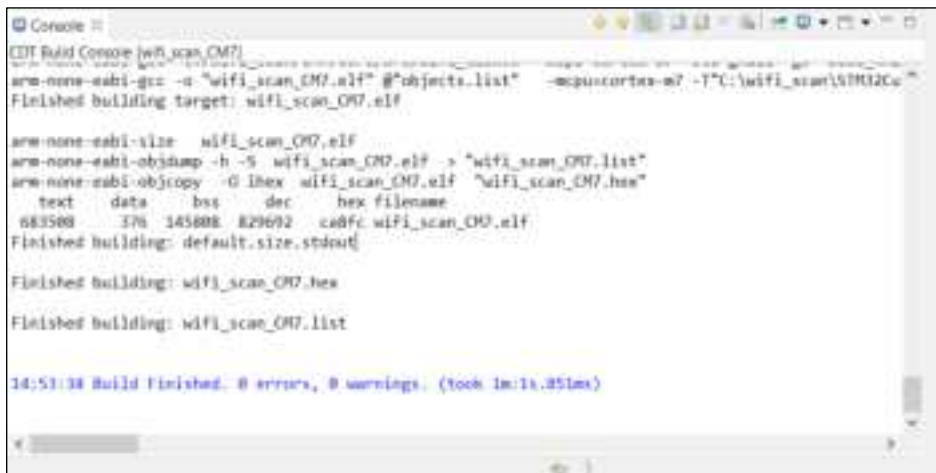 Console
CDT Build Console [wifi_scan_CM7]
arm-none-eabi-gcc -o "wifi_scan_CM7.elf" @"objects.list" -mcpu=cortex-m7 -T"C:\wifi_scan\STM32Cu
Finished building target: wifi_scan_CM7.elf
arm-none-eabi-size wifi_scan_CM7.elf
arm-none-eabi-objdump -h -S wifi_scan_CM7.elf > "wifi_scan_CM7.list"
arm-none-eabi-objcopy -O ihex wifi_scan_CM7.elf "wifi_scan_CM7.hex"
text data bss dec hex filename
683508 376 145808 829692 ca8fc wifi_scan_CM7.elf
Finished building: default.size.stdout
Finished building: wifi_scan_CM7.hex
Finished building: wifi_scan_CM7.list
14:53:38 Build Finished. 0 errors, 0 warnings. (took 1m:1s.851ms)